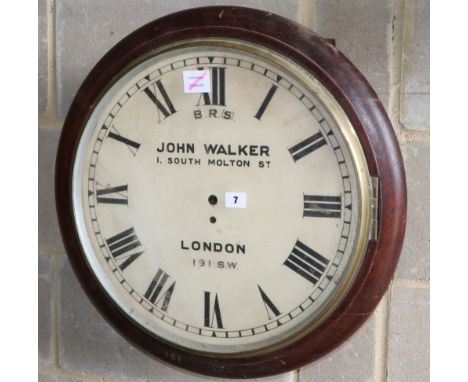 XII
XI I
B.R.(S).
X II
JOHN WALKER
1. SOUTH MOLTON ST
IX 7 III
LONDON
VIII IIII
191.S.W.
VII V
VI